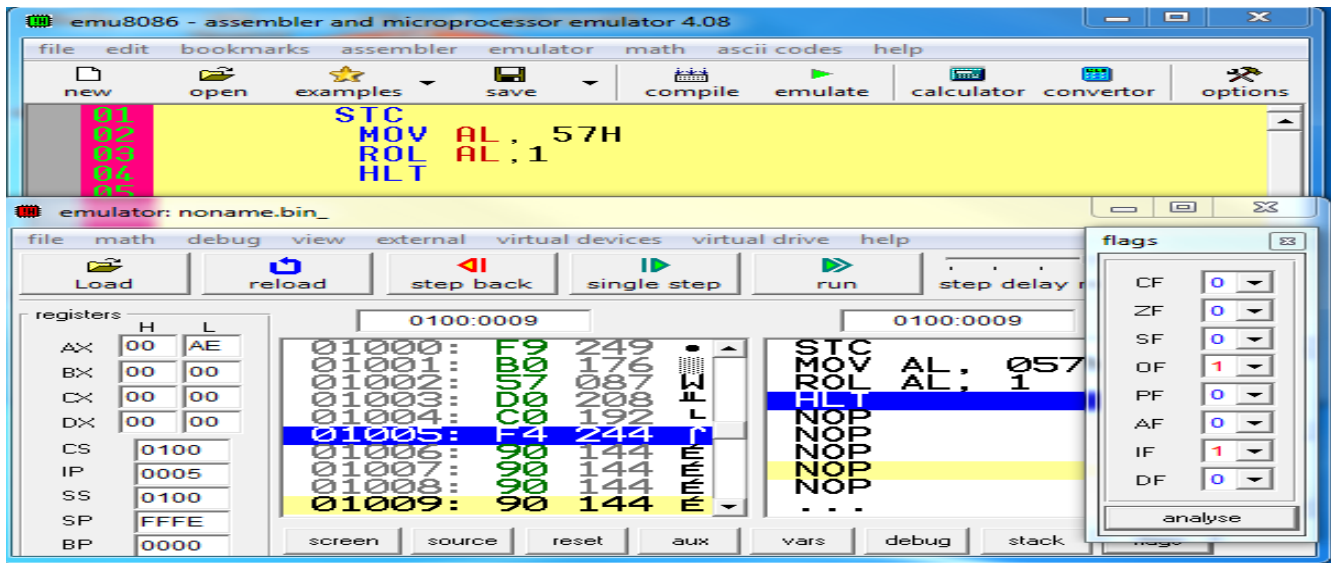 emu8086 - assembler and microprocessor emulator 4.08
file edit bookmarks assembler emulator math ascii codes help
new open examples save compile emulate calculator convertor options
01 STC
02 MOV AL, 57H
03 ROL AL,1
04 HLT
05
emulator: noname.bin_
file math debug view external virtual devices virtual drive help
Load reload step back single step run step delay
flags
CF 0
ZF 0
SF 0
OF 1
PF 0
AF 0
IF 1
DF 0
analyse
registers
H L
AX 00 AE
BX 00 00
CX 00 00
DX 00 00
CS 0100
IP 0005
SS 0100
SP FFFE
BP 0000
0100:0009
01000: F9 249
01001: B0 176 ▒
01002: 57 087 W
01003: D0 208 ╨
01004: C0 192 └
01005: F4 244 ⌠
01006: 90 144 É
01007: 90 144 É
01008: 90 144 É
01009: 90 144 É
0100:0009
STC
MOV AL, 057
ROL AL, 1
HLT
NOP
NOP
NOP
NOP
...
screen source reset aux vars debug stack flags